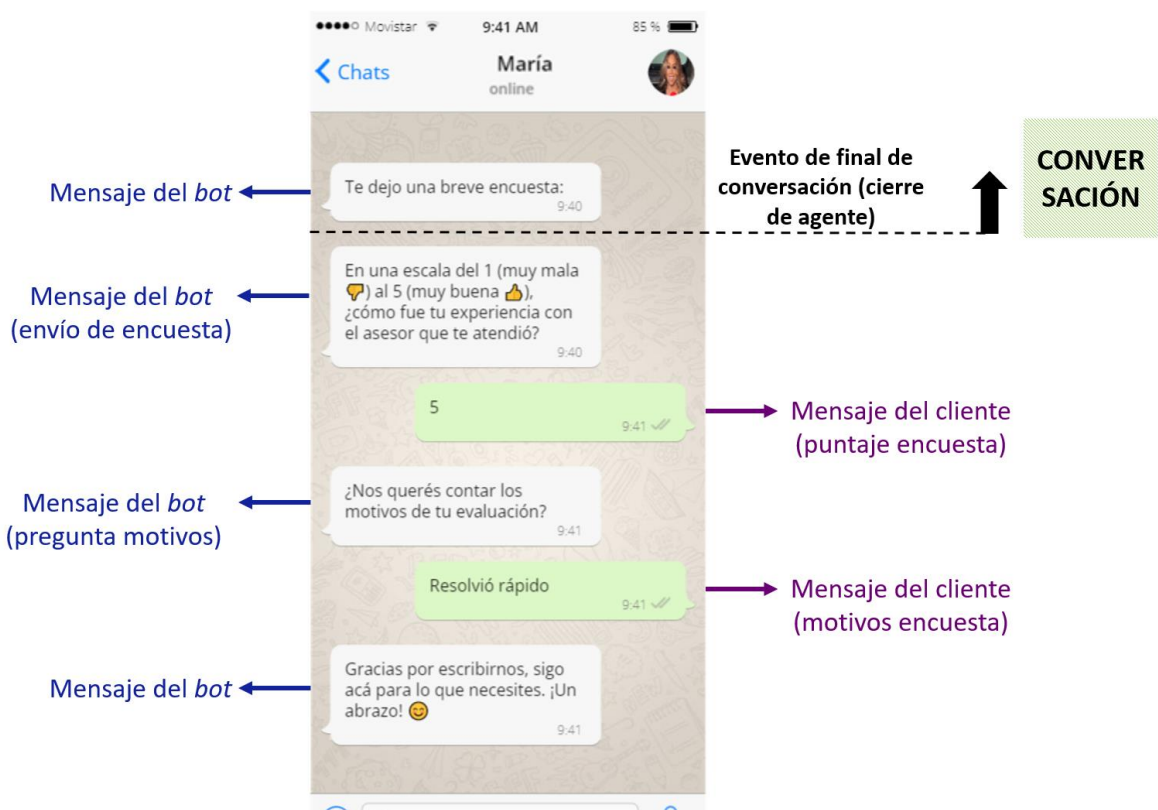 Movistar 9:41 AM 85 %
Chats
María
online
Mensaje del bot
Te dejo una breve encuesta:
9:40
Evento de final de
conversación (cierre
de agente)
CONVER
SACIÓN
Mensaje del bot
(envío de encuesta)
En una escala del 1 (muy mala
👎) al 5 (muy buena 👍),
¿cómo fue tu experiencia con
el asesor que te atendió?
9:40
5
9:41
Mensaje del cliente
(puntaje encuesta)
Mensaje del bot
(pregunta motivos)
¿Nos querés contar los
motivos de tu evaluación?
9:41
Resolvió rápido
9:41
Mensaje del cliente
(motivos encuesta)
Mensaje del bot
Gracias por escribirnos, sigo
acá para lo que necesites. ¡Un
abrazo! 😊
9:41